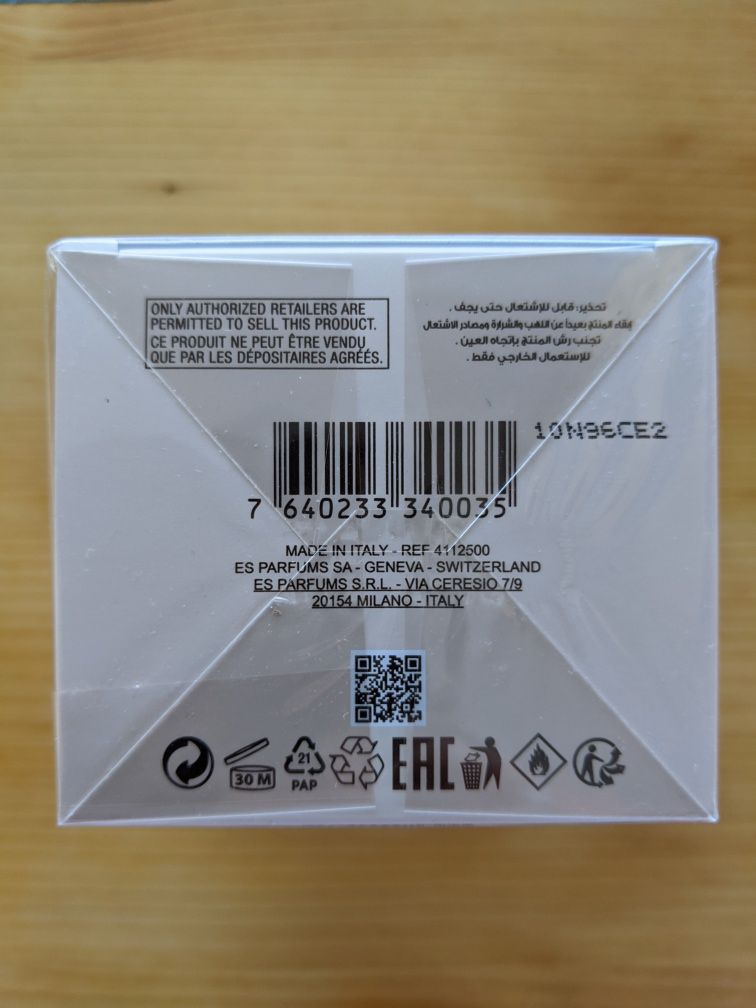 ONLY AUTHORIZED RETAILERS ARE
PERMITTED TO SELL THIS PRODUCT.
CE PRODUIT NE PEUT ÊTRE VENDU
QUE PAR LES DÉPOSITAIRES AGRÉÉS.
تحذير: قابل للإشتعال حتى يجف .
إبقاء المنتج بعيداً عن اللهب والشرارة ومصادر الاشتعال
تجنب رش المنتج بإتجاه العين .
للإستعمال الخارجي فقط .
10N96CE2
7 640233 340035
MADE IN ITALY - REF 4112500
ES PARFUMS SA - GENEVA - SWITZERLAND
ES PARFUMS S.R.L. - VIA CERESIO 7/9
20154 MILANO - ITALY
30 M
21
PAP
EAC